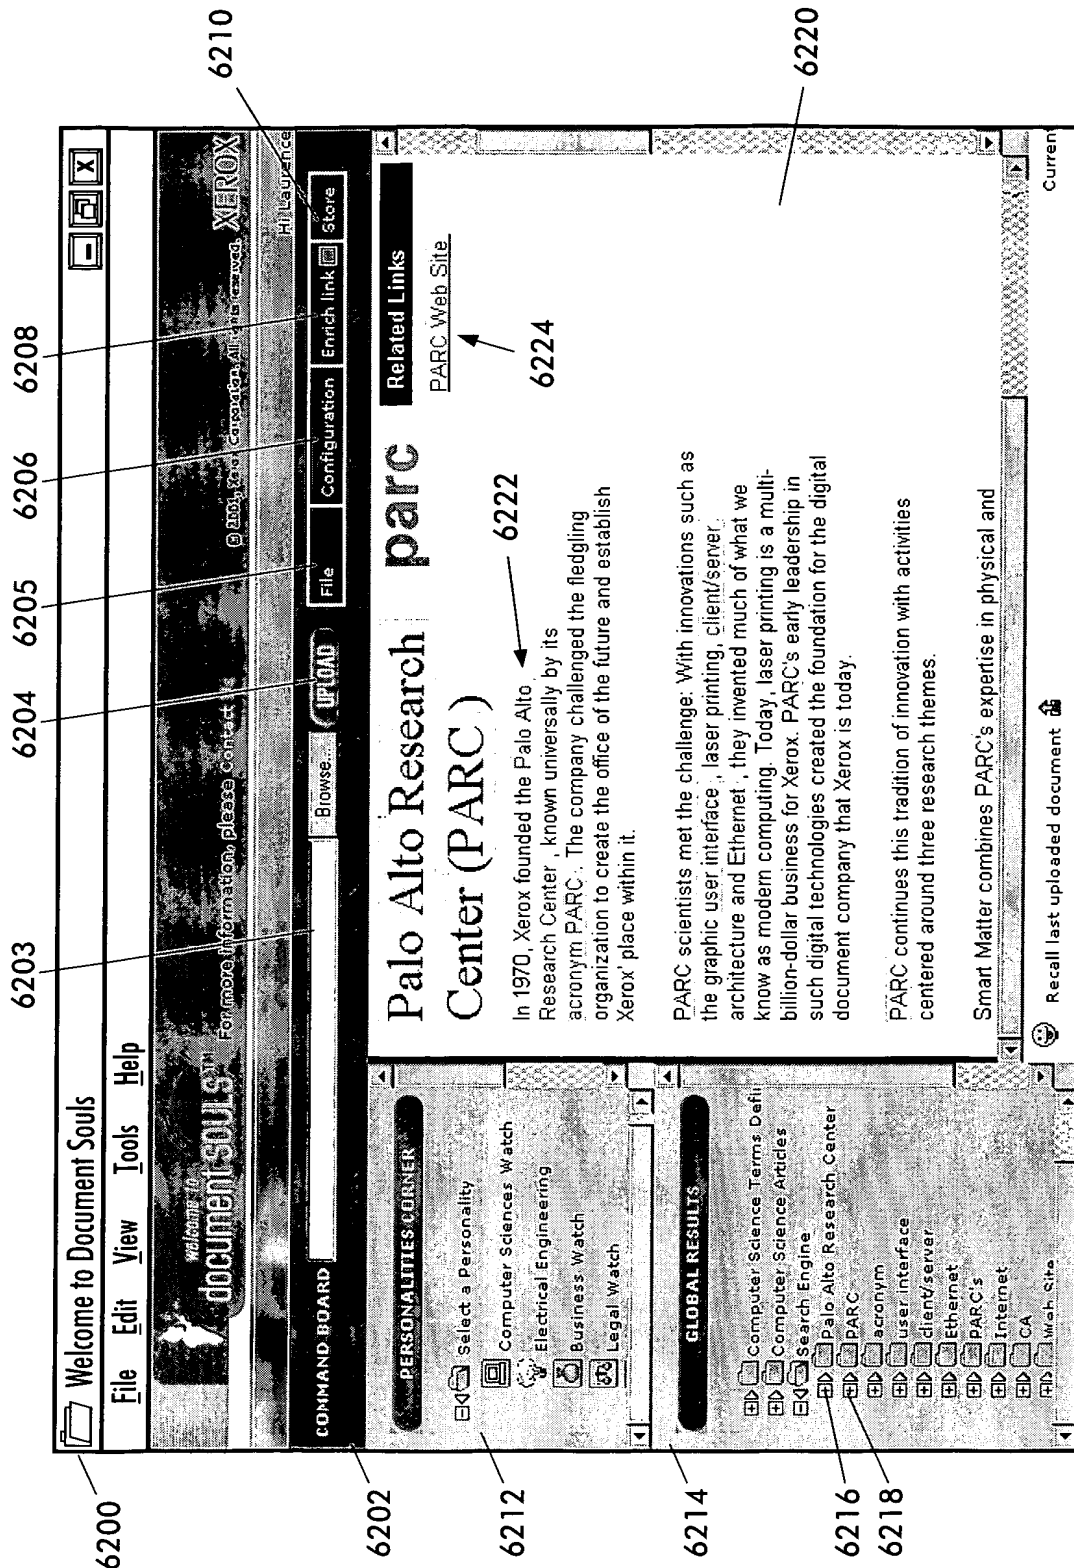 6200
6203
6204
6205
6206
6208
6210
Welcome to Document Souls
File Edit View Tools Help
Welcome to
document SOULS™
For more information, please Contact us
© 2001, Xerox Corporation. All rights reserved.
XEROX
Hi Laurence
6202
COMMAND BOARD
Browse...
UPLOAD
File
Configuration
Enrich link
Store
6212
PERSONALITIES CORNER
Select a Personality
Computer Sciences Watch
Electrical Engineering
Business Watch
Legal Watch
6214
GLOBAL RESULTS
Computer Science Terms Defi
Computer Science Articles
Search Engine
Palo Alto Research Center
PARC
acronym
user interface
client/server
Ethernet
PARC's
Internet
CA
Web Site
6216
6218
Palo Alto Research
Center (PARC )
parc
Related Links
PARC Web Site
6224
6222
6220
In 1970, Xerox founded the Palo Alto
Research Center , known universally by its
acronym PARC . The company challenged the fledgling
organization to create the office of the future and establish
Xerox' place within it.
PARC scientists met the challenge: With innovations such as
the graphic user interface , laser printing, client/server
architecture and Ethernet , they invented much of what we
know as modern computing. Today, laser printing is a multi-
billion-dollar business for Xerox. PARC's early leadership in
such digital technologies created the foundation for the digital
document company that Xerox is today.
PARC continues this tradition of innovation with activities
centered around three research themes.
Smart Matter combines PARC's expertise in physical and
Recall last uploaded document
Current